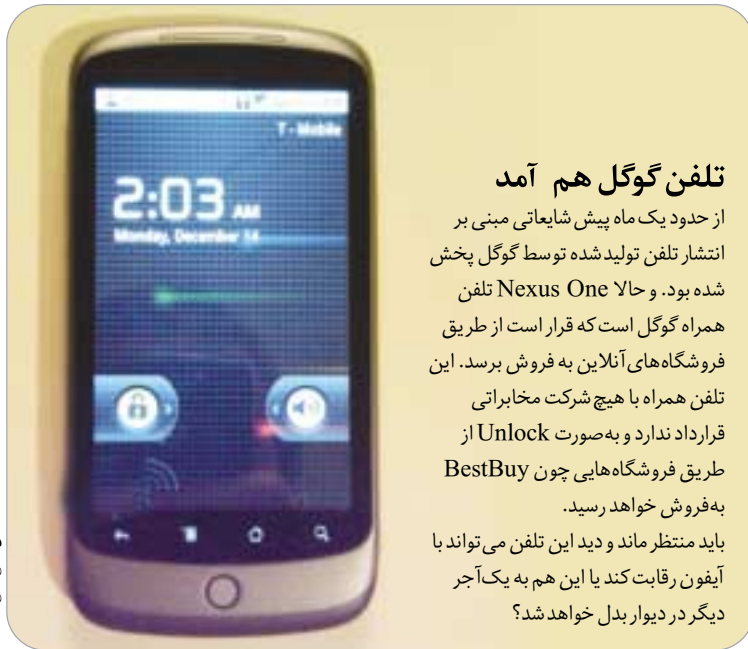 T-Mobile
2:03 AM
Monday, December 14
تلفن گوگل هم آمد
از حدود یک ماه پیش شایعاتی مبنی بر
انتشار تلفن تولیدشده توسط گوگل پخش
شده بود. و حالا Nexus One تلفن
همراه گوگل است که قرار است از طریق
فروشگاه‌های آنلاین به فروش برسد. این
تلفن همراه با هیچ شرکت مخابراتی
قرارداد ندارد و به‌صورت Unlock از
طریق فروشگاه‌هایی چون BestBuy
به‌فروش خواهد رسید.
باید منتظر ماند و دید این تلفن می‌تواند با
آیفون رقابت کند یا این هم به یک آجر
دیگر در دیوار بدل خواهد شد؟